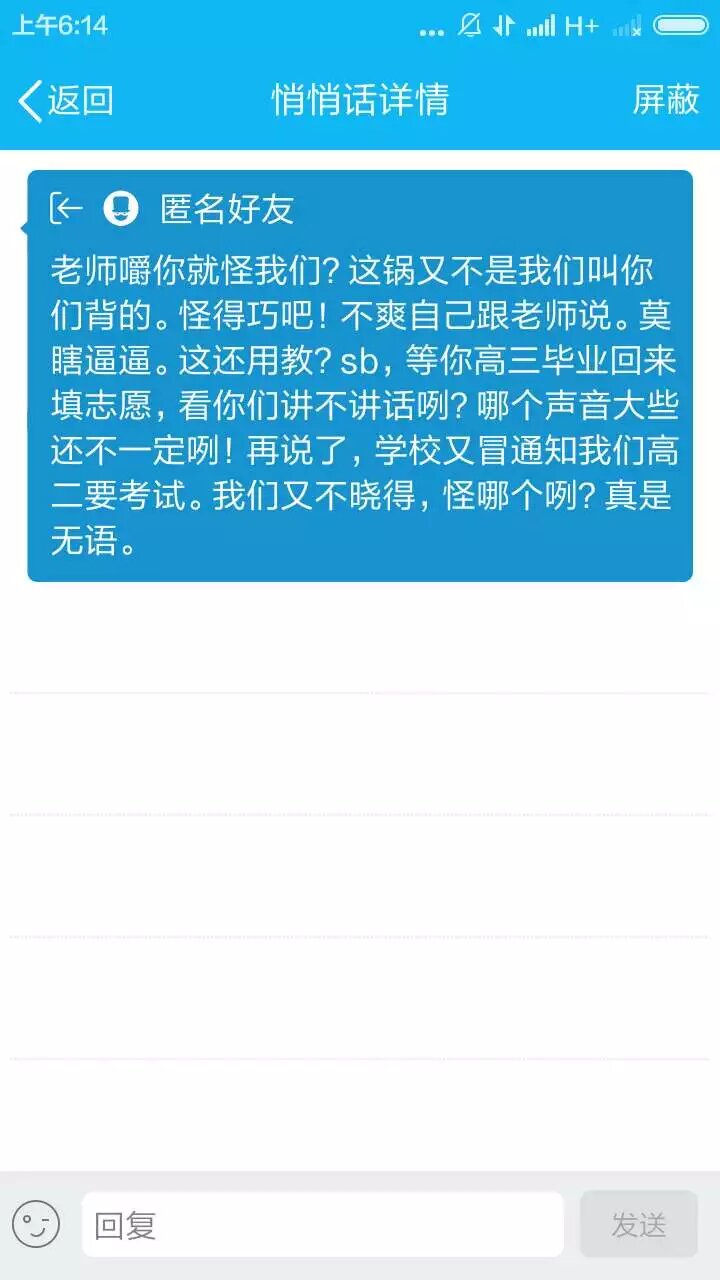 上午6:14
... H+
返回 悄悄话详情 屏蔽
匿名好友
老师嚼你就怪我们？这锅又不是我们叫你
们背的。怪得巧吧！不爽自己跟老师说。莫
瞎逼逼。这还用教？sb，等你高三毕业回来
填志愿，看你们讲不讲话咧？哪个声音大些
还不一定咧！再说了，学校又冒通知我们高
二要考试。我们又不晓得，怪哪个咧？真是
无语。
回复 发送